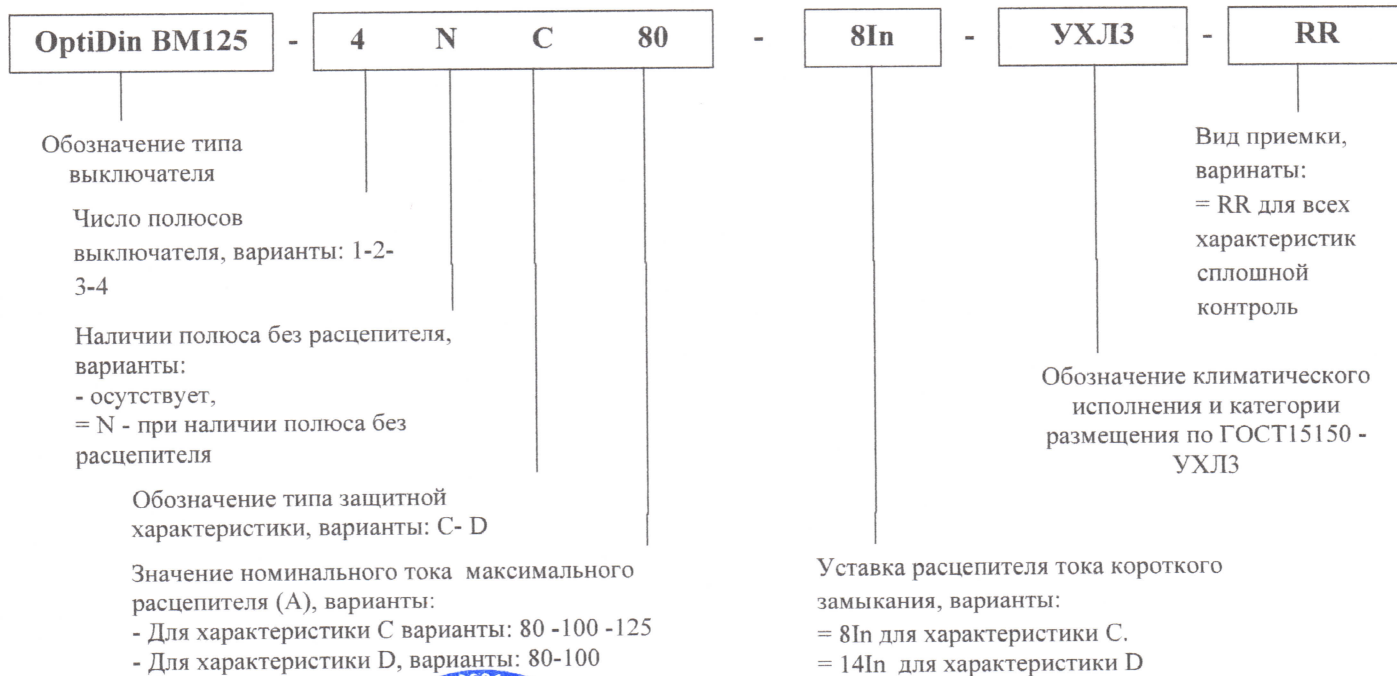 OptiDin BM125 - 4 N C 80 - 8In - УХЛ3 - RR
Обозначение типа
выключателя
Число полюсов
выключателя, варианты: 1-2-
3-4
Наличии полюса без расцепителя,
варианты:
- осутствует,
= N - при наличии полюса без
расцепителя
Обозначение типа защитной
характеристики, варианты: C- D
Значение номинального тока максимального
расцепителя (А), варианты:
- Для характеристики С варианты: 80 -100 -125
- Для характеристики D, варианты: 80-100
Уставка расцепителя тока короткого
замыкания, варианты:
= 8In для характеристики С.
= 14In для характеристики D
Обозначение климатического
исполнения и категории
размещения по ГОСТ15150 -
УХЛ3
Вид приемки,
варинаты:
= RR для всех
характеристик
сплошной
контроль